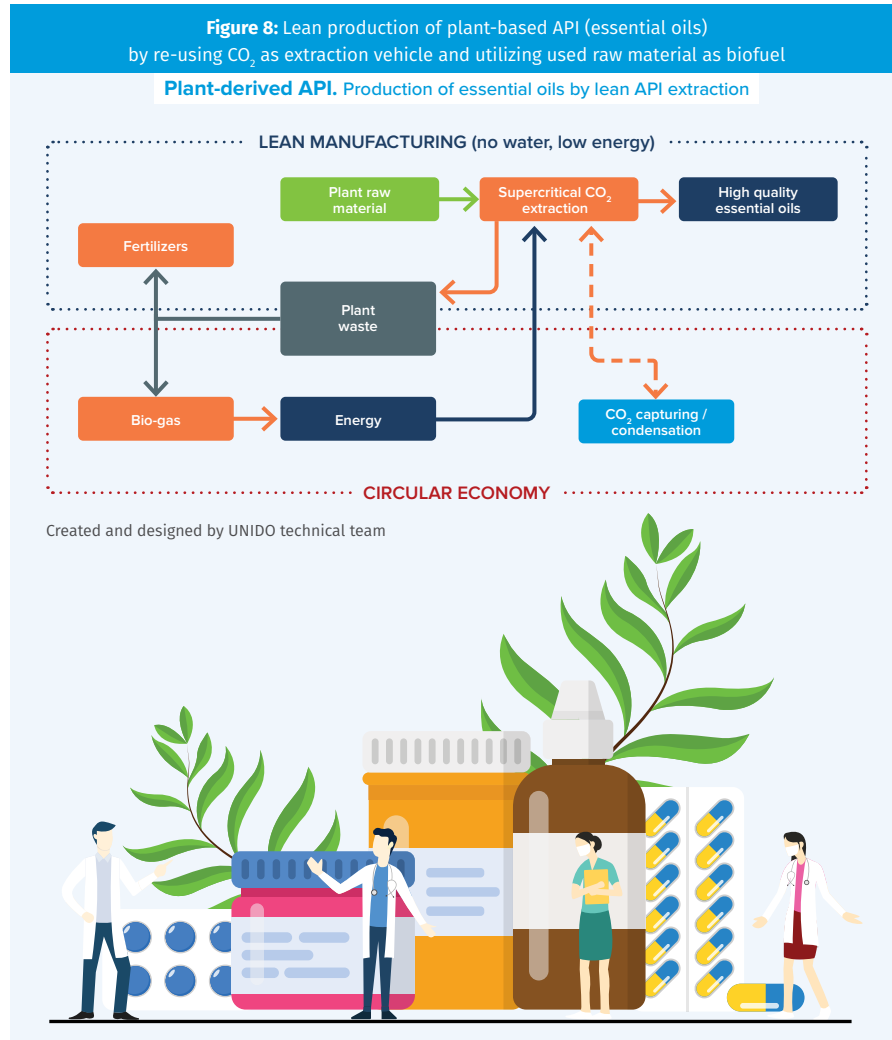 Figure 8: Lean production of plant-based API (essential oils)
by re-using CO₂ as extraction vehicle and utilizing used raw material as biofuel
Plant-derived API. Production of essential oils by lean API extraction
LEAN MANUFACTURING (no water, low energy)
Plant raw
material
Supercritical CO₂
extraction
High quality
essential oils
Fertilizers
Plant
waste
Bio-gas
Energy
CO₂ capturing /
condensation
CIRCULAR ECONOMY
Created and designed by UNIDO technical team